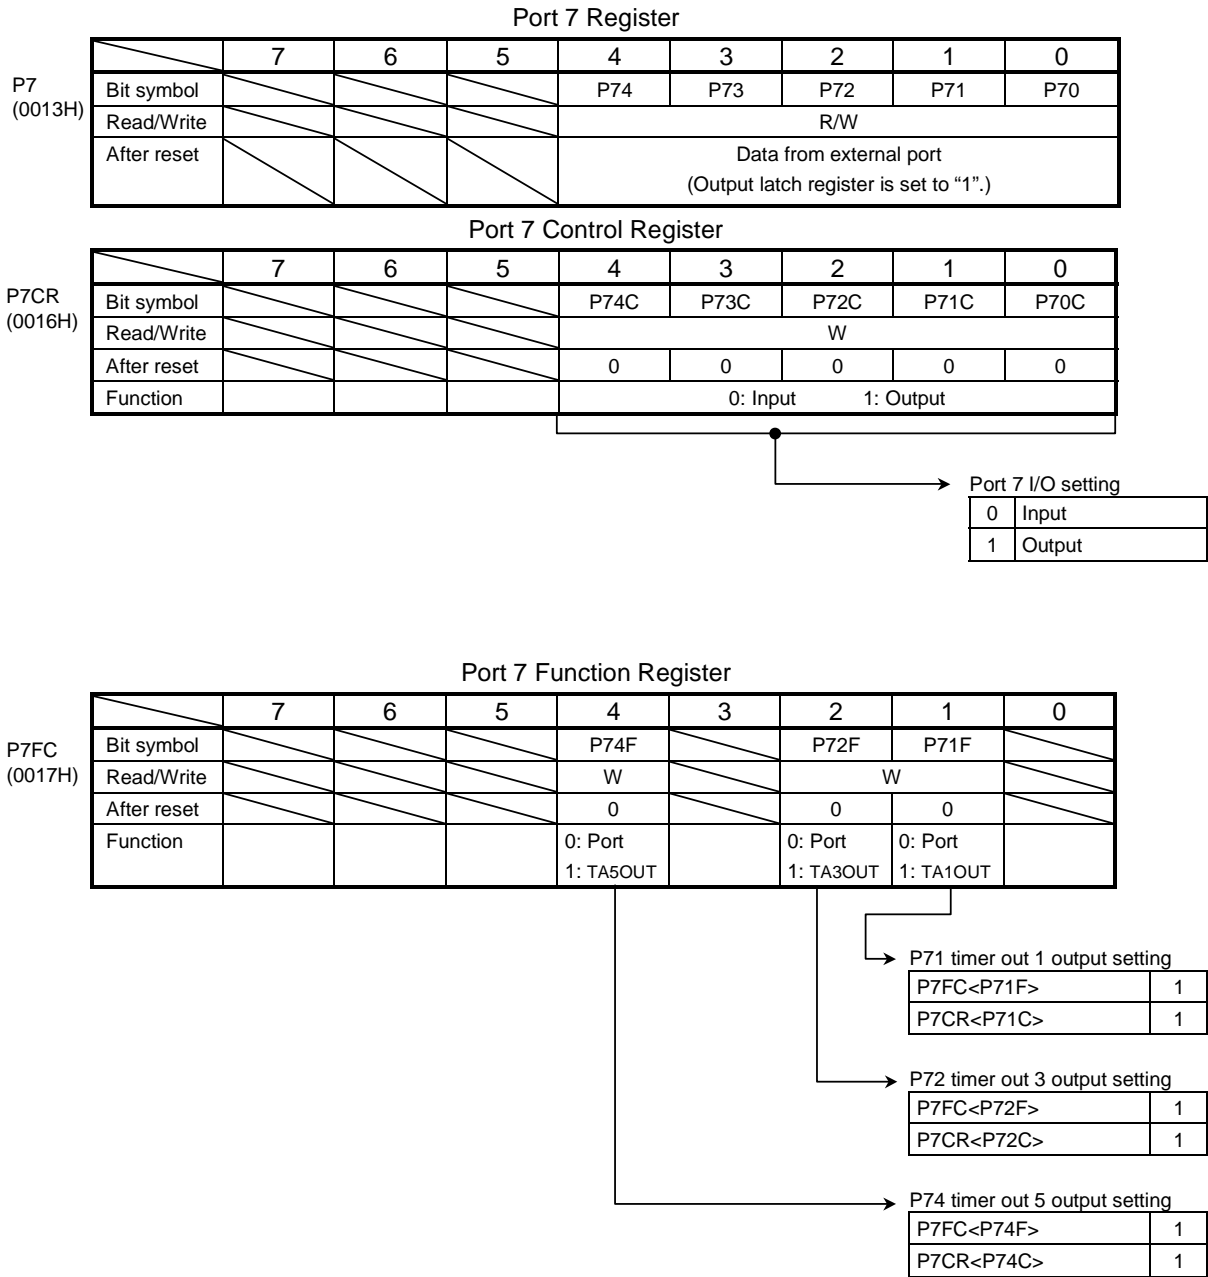 Port 7 Register
7 6 5 4 3 2 1 0
P7
(0013H)
Bit symbol P74 P73 P72 P71 P70
Read/Write R/W
After reset Data from external port
(Output latch register is set to “1”.)
Port 7 Control Register
7 6 5 4 3 2 1 0
P7CR
(0016H)
Bit symbol P74C P73C P72C P71C P70C
Read/Write W
After reset 0 0 0 0 0
Function 0: Input 1: Output
Port 7 I/O setting
0 Input
1 Output
Port 7 Function Register
7 6 5 4 3 2 1 0
P7FC
(0017H)
Bit symbol P74F P72F P71F
Read/Write W W
After reset 0 0 0
Function 0: Port 0: Port 0: Port
1: TA5OUT 1: TA3OUT 1: TA1OUT
P71 timer out 1 output setting
P7FC<P71F> 1
P7CR<P71C> 1
P72 timer out 3 output setting
P7FC<P72F> 1
P7CR<P72C> 1
P74 timer out 5 output setting
P7FC<P74F> 1
P7CR<P74C> 1